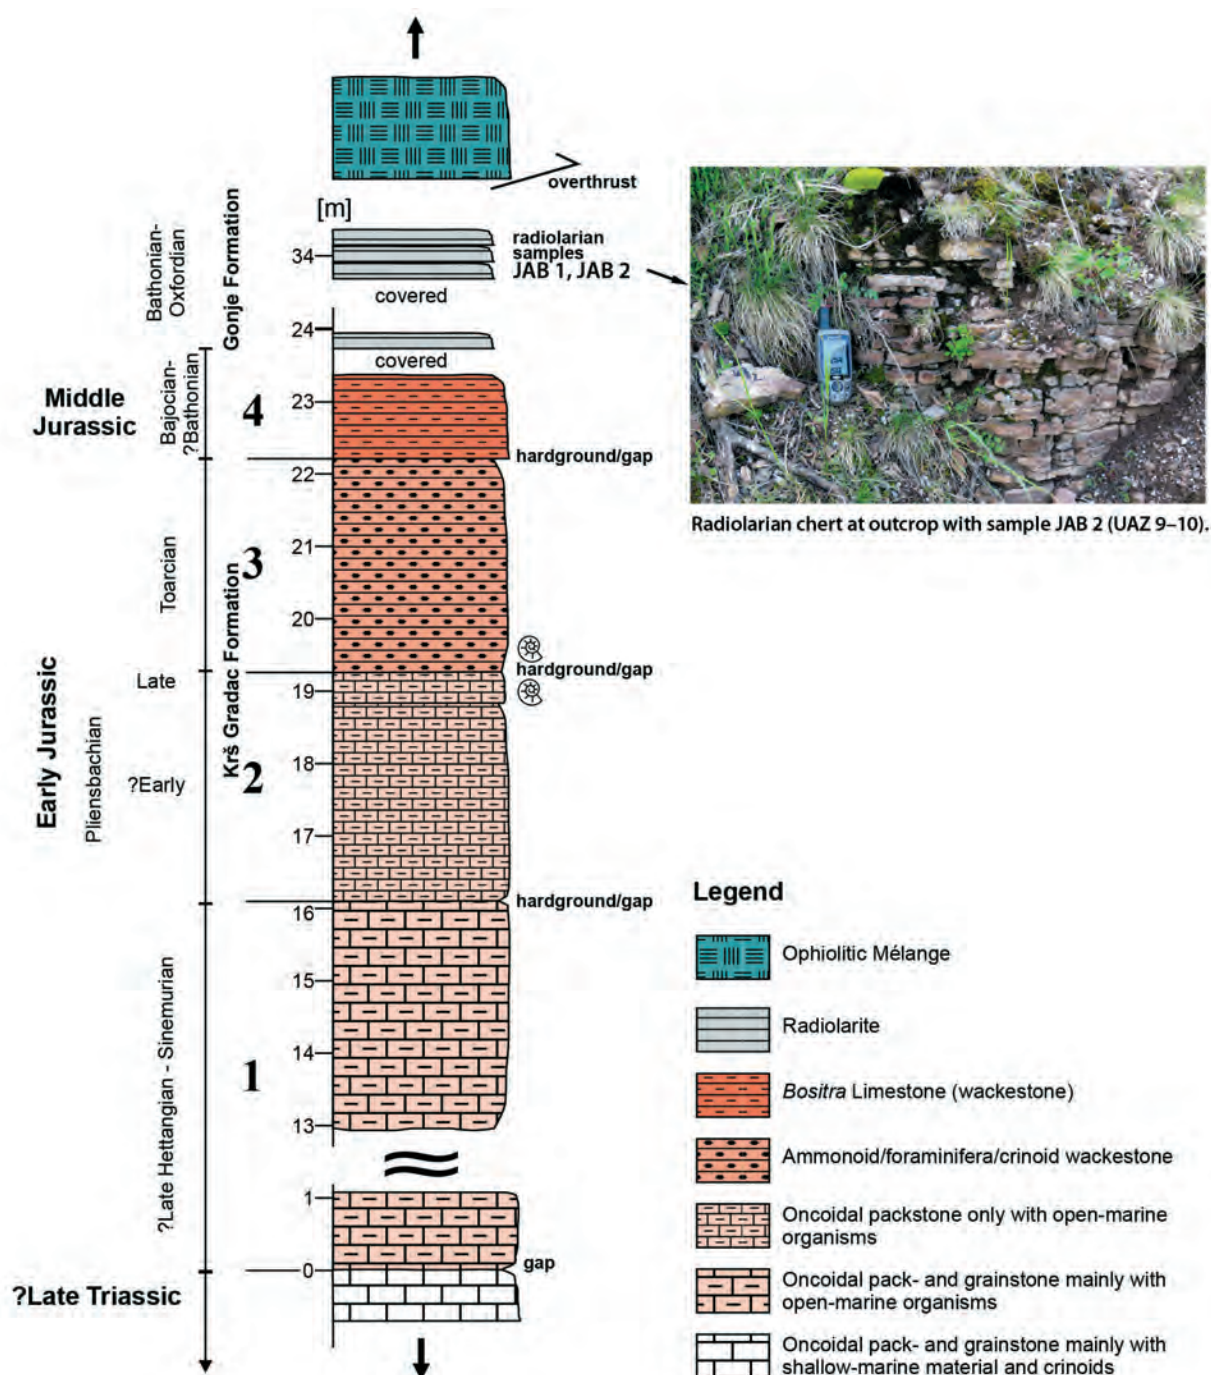 overthrust
[m]
Bathonian-
Oxfordian
Gonje Formation
34
radiolarian
samples
JAB 1, JAB 2
covered
24
covered
Middle
Jurassic
Bajocian-
?Bathonian
4
23
hardground/gap
22
Toarcian
3
21
20
Krš Gradac Formation
hardground/gap
Early Jurassic
Pliensbachian
Late
19
?Early
2
18
17
hardground/gap
16
?Late Hettangian - Sinemurian
1
15
14
13
1
gap
0
?Late Triassic
Radiolarian chert at outcrop with sample JAB 2 (UAZ 9–10).
Legend
Ophiolitic Mélange
Radiolarite
Bositra Limestone (wackestone)
Ammonoid/foraminifera/crinoid wackestone
Oncoidal packstone only with open-marine
organisms
Oncoidal pack- and grainstone mainly with
open-marine organisms
Oncoidal pack- and grainstone mainly with
shallow-marine material and crinoids